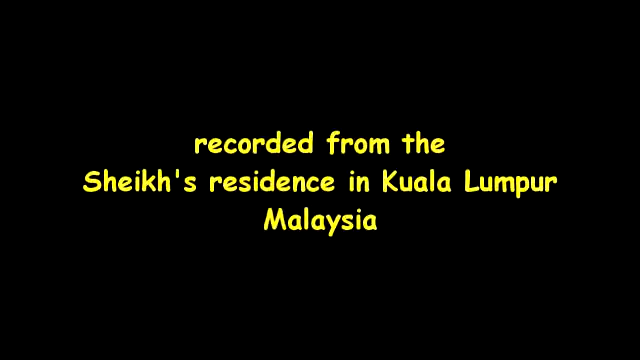 recorded from the
Sheikh's residence in Kuala Lumpur
Malaysia